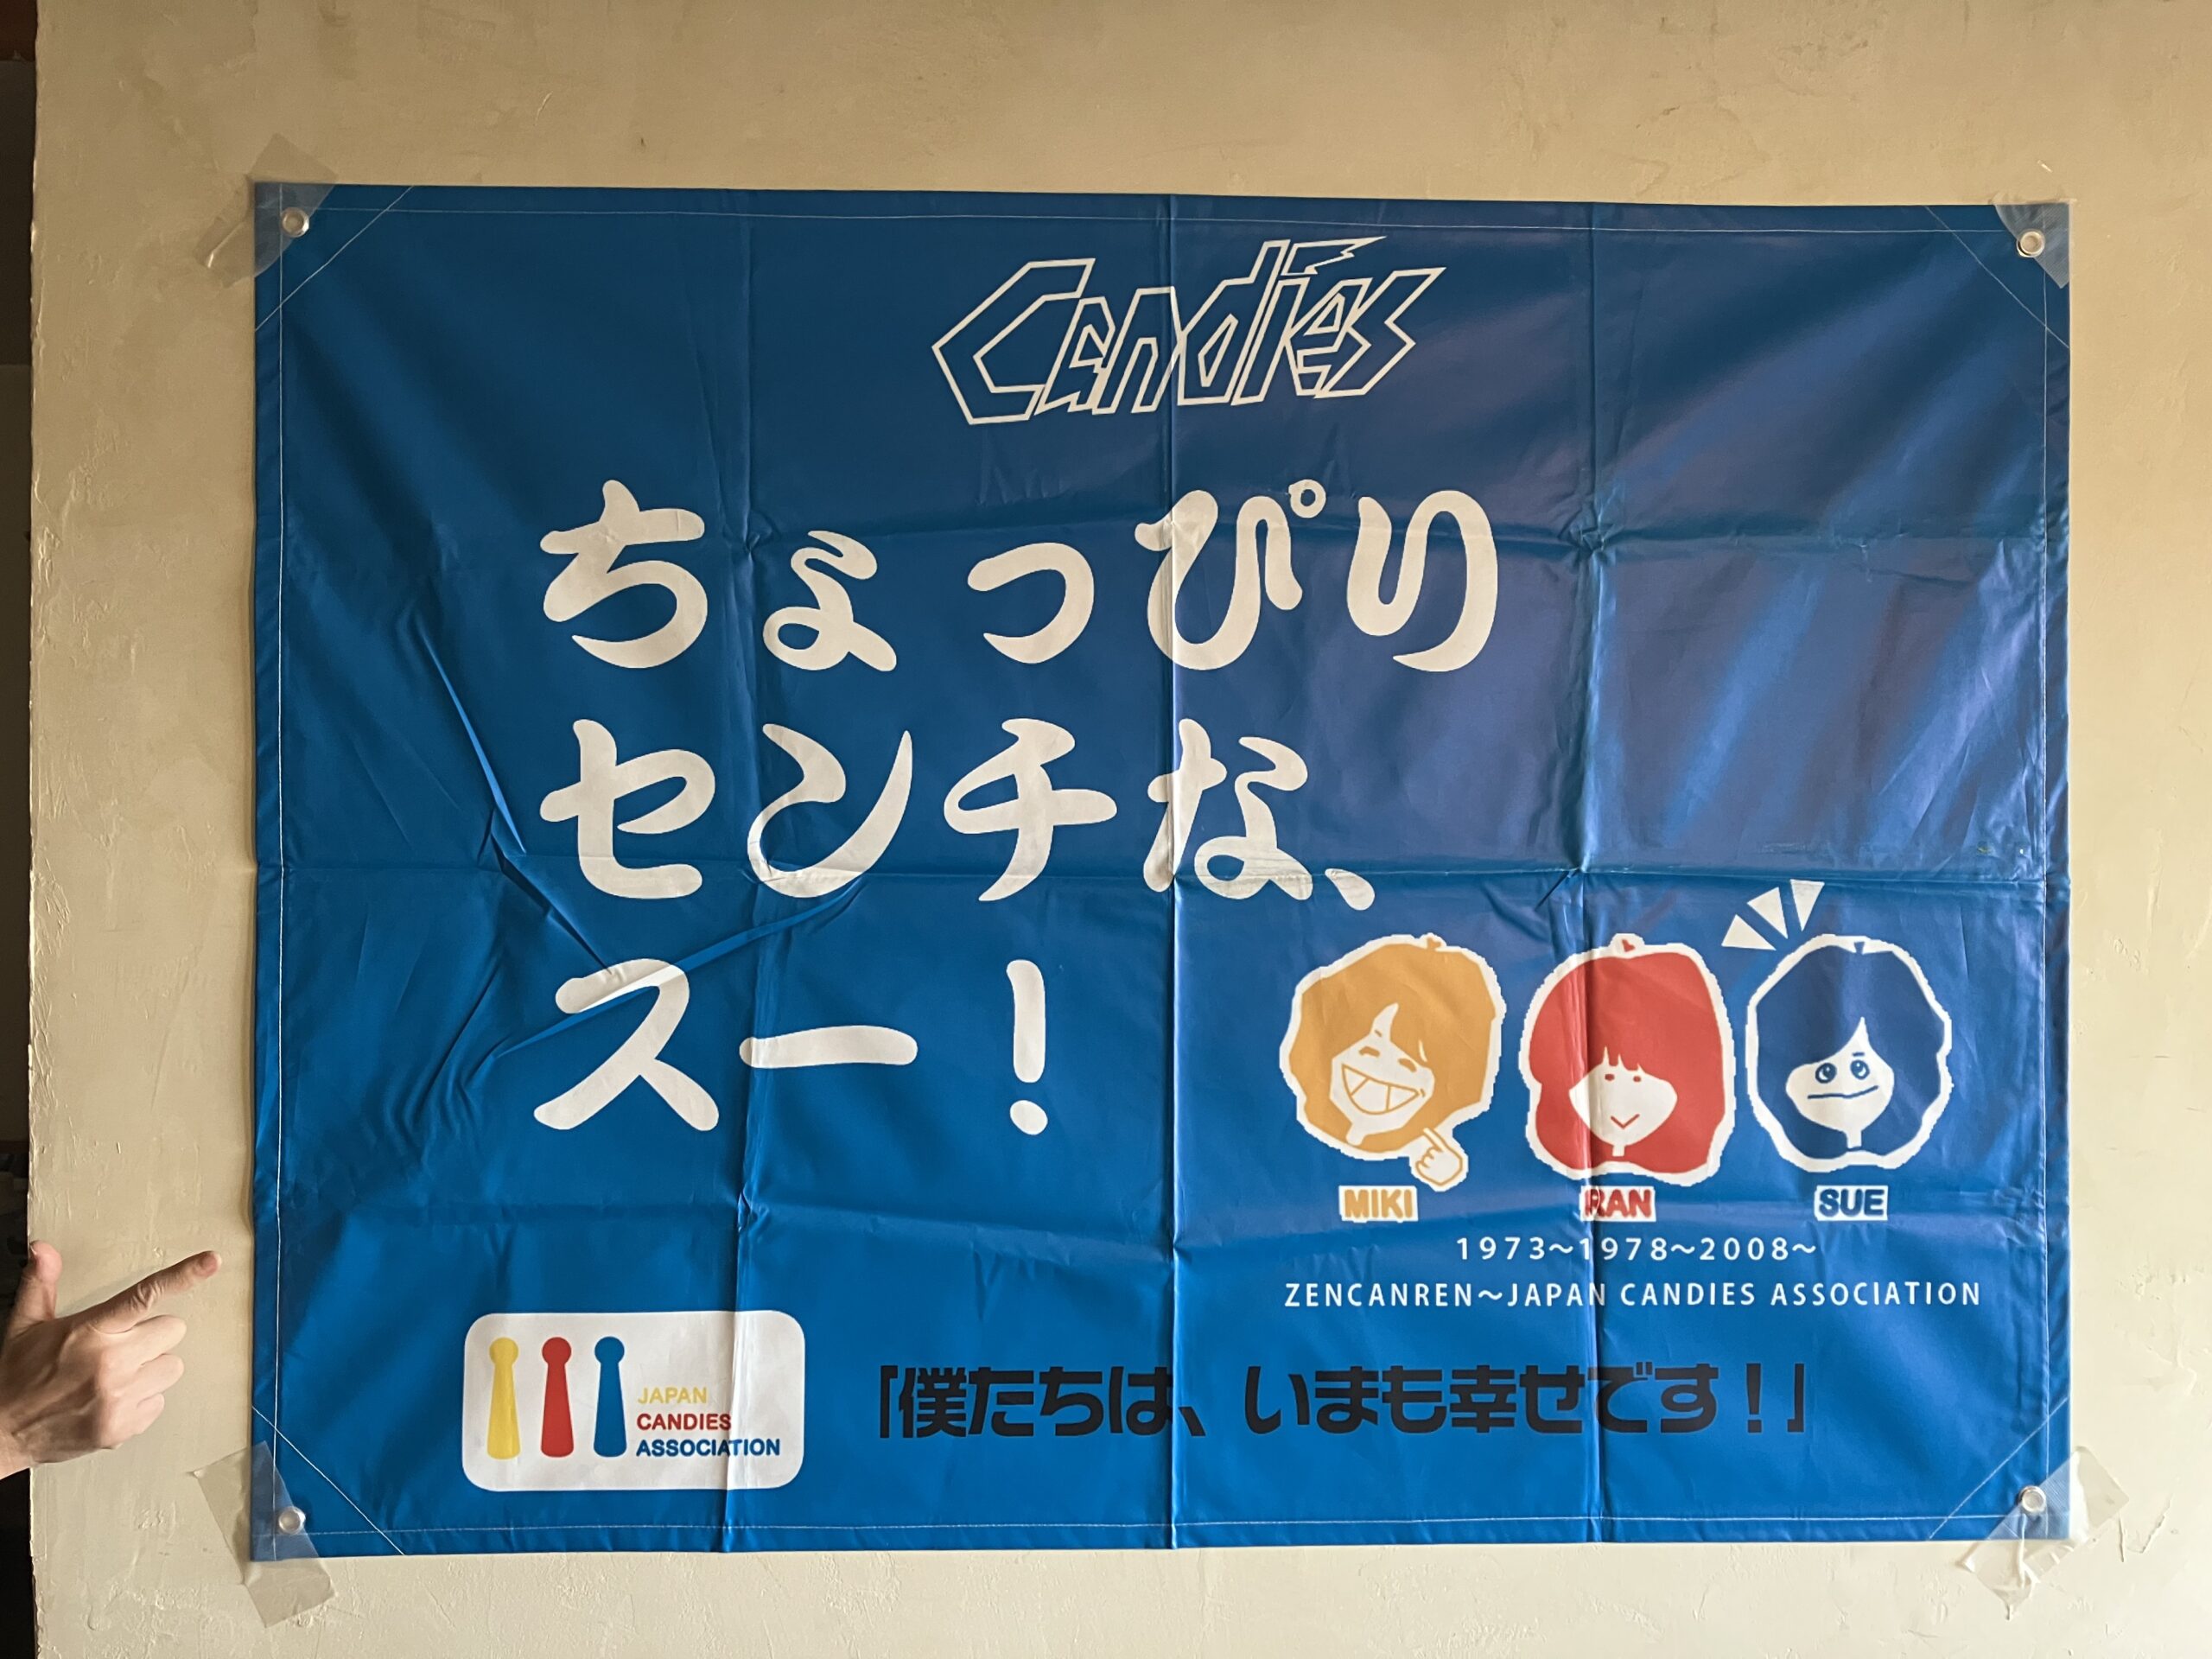 Candies
ちょっぴり
センチな、
スー！
MIKI RAN SUE
1973～1978～2008～
ZENCANREN～JAPAN CANDIES ASSOCIATION
JAPAN
CANDIES
ASSOCIATION
「僕たちは、いまも幸せです！」